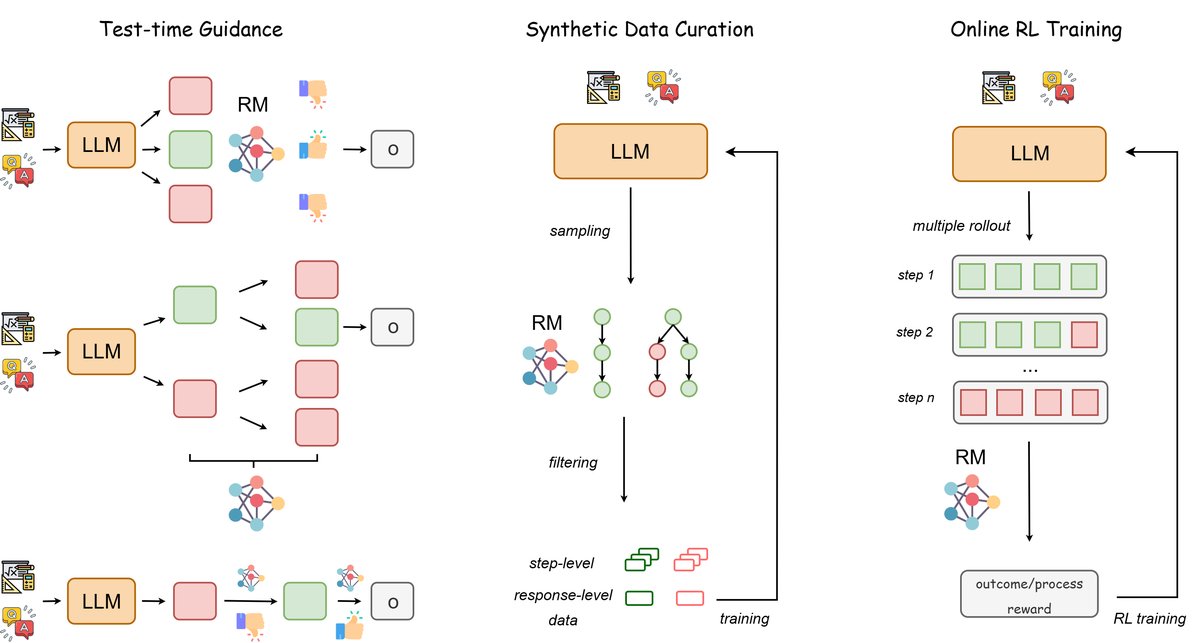 Test-time Guidance
RM
LLM
o
LLM
o
LLM
o
Synthetic Data Curation
LLM
sampling
RM
filtering
step-level
response-level
data
training
Online RL Training
LLM
multiple rollout
step 1
step 2
...
step n
RM
outcome/process
reward
RL training